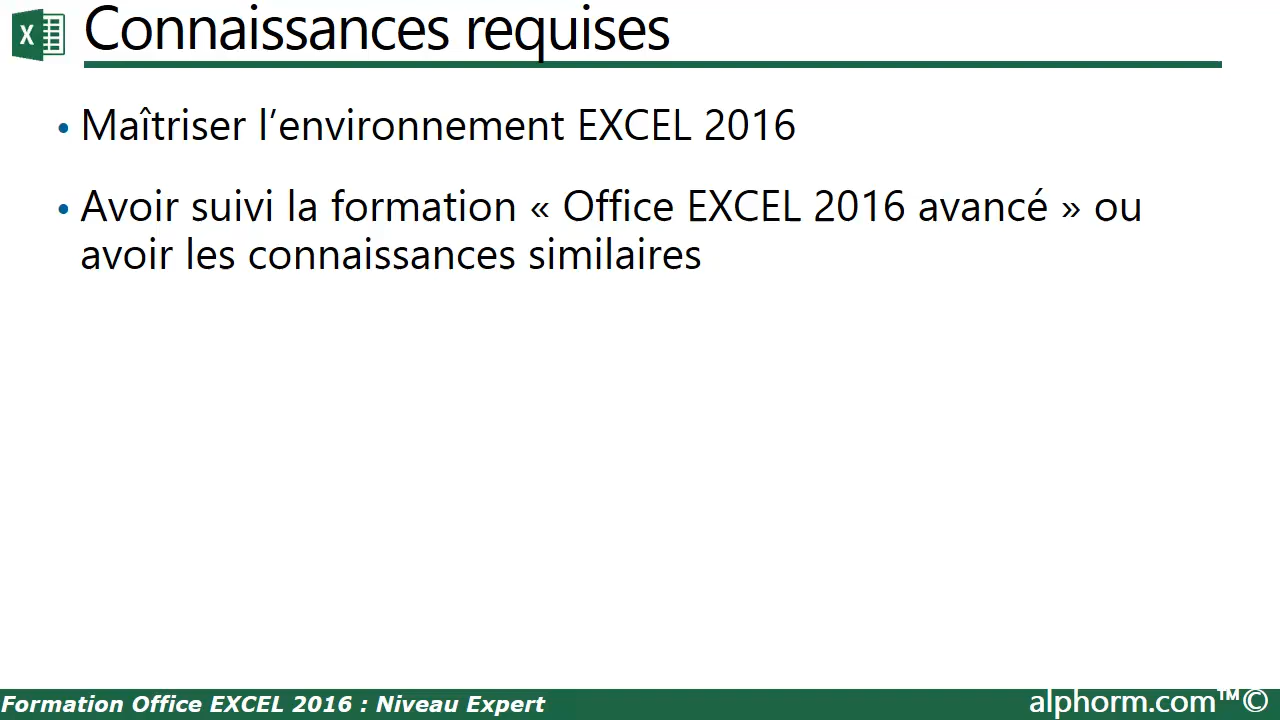 Connaissances requises
• Maîtriser l’environnement EXCEL 2016
• Avoir suivi la formation « Office EXCEL 2016 avancé » ou
avoir les connaissances similaires
Formation Office EXCEL 2016 : Niveau Expert
alphorm.com™©